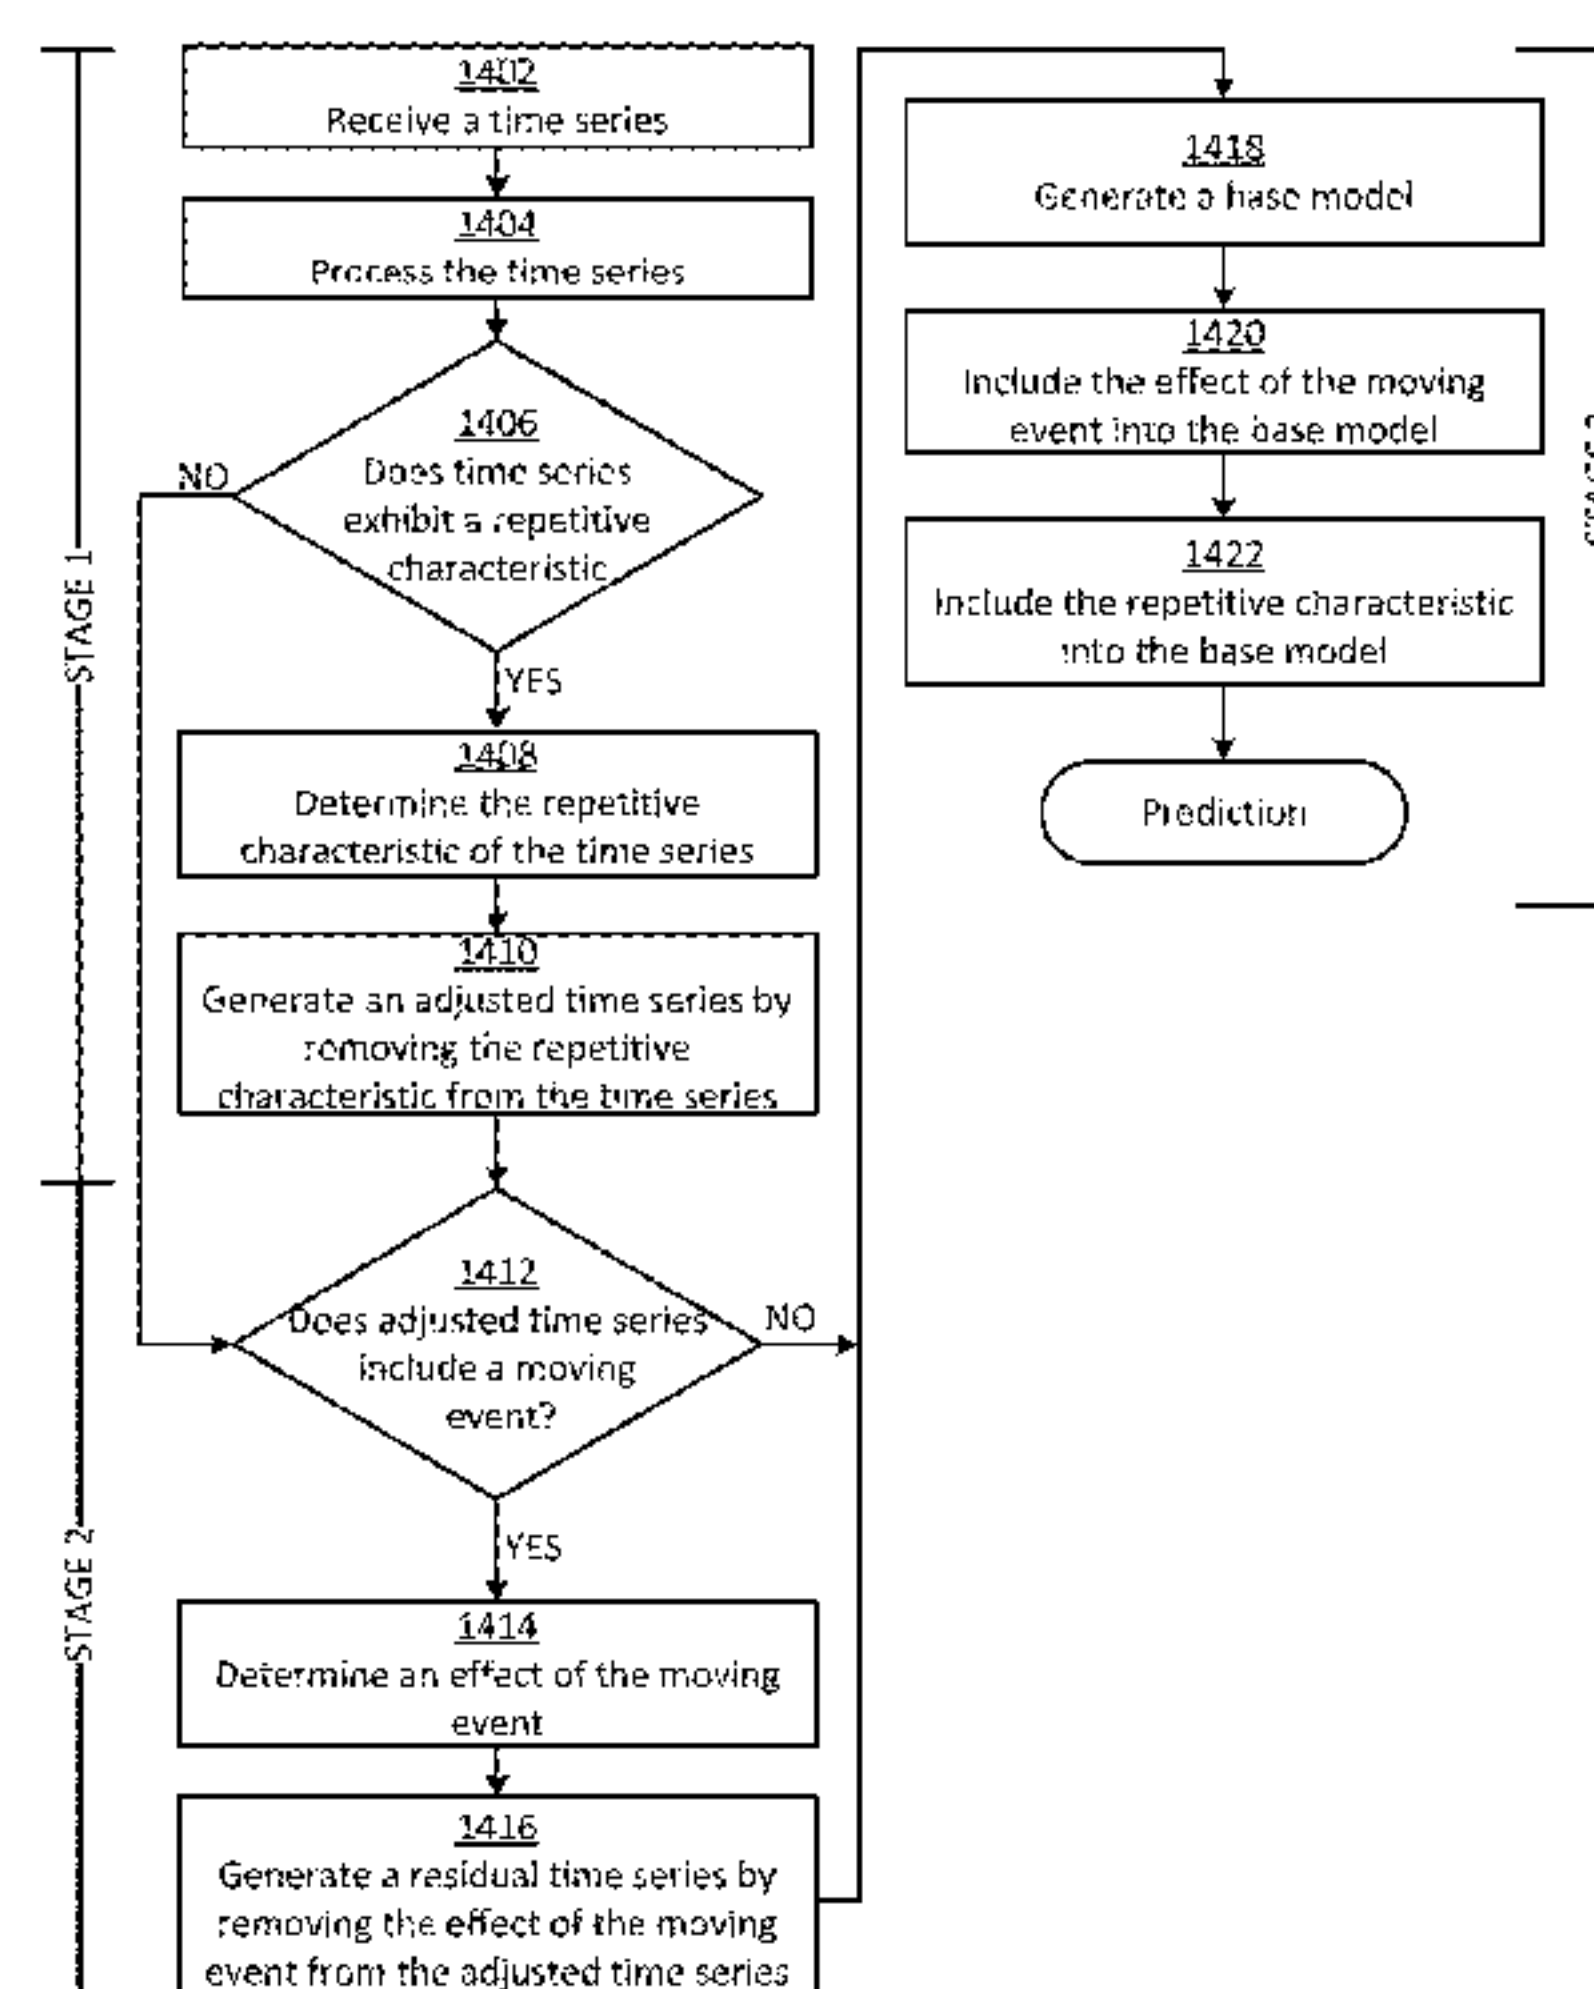 1402
Receive a time series
1404
Process the time series
1406
Does time series
exhibit a repetitive
characteristic
NO
YES
STAGE 1
1408
Determine the repetitive
characteristic of the time series
1410
Generate an adjusted time series by
removing the repetitive
characteristic from the time series
1412
Does adjusted time series
include a moving
event?
NO
YES
STAGE 2
1414
Determine an effect of the moving
event
1416
Generate a residual time series by
removing the effect of the moving
event from the adjusted time series
1418
Generate a base model
1420
Include the effect of the moving
event into the base model
1422
Include the repetitive characteristic
into the base model
Prediction